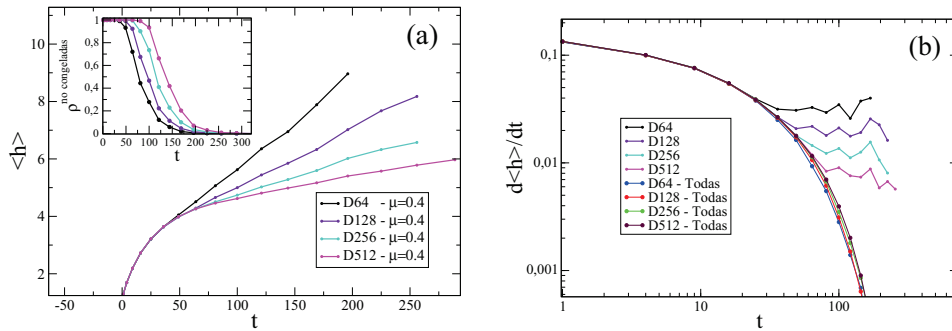 (a)
<h>
11
10
8
6
4
2
-50
0
50
100
150
200
250
t
ρ no congeladas
1
0,8
0,6
0,4
0,2
0
0
100
200
300
t
D64 - μ=0.4
D128 - μ=0.4
D256 - μ=0.4
D512 - μ=0.4
(b)
d<h>/dt
0,1
0,01
0,001
1
10
100
t
D64
D128
D256
D512
D64 - Todas
D128 - Todas
D256 - Todas
D512 - Todas